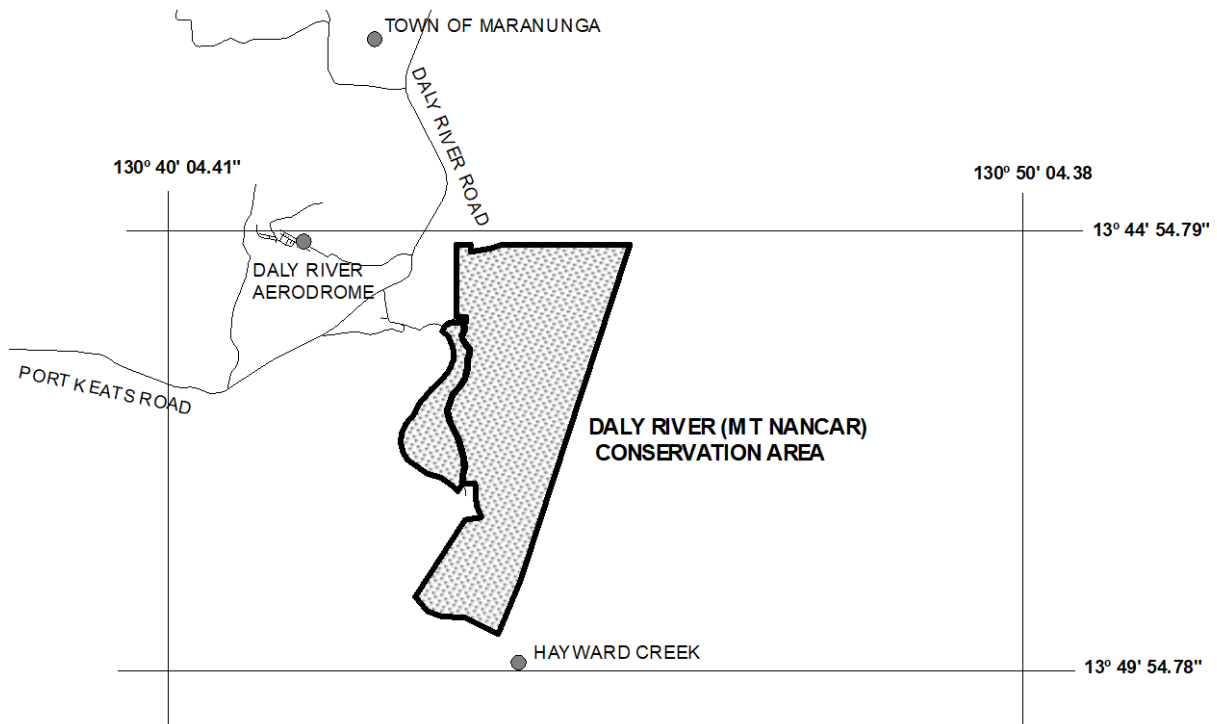 TOWN OF MARANUNGA
DALY RIVER ROAD
130º 40' 04.41"
130º 50' 04.38
13º 44' 54.79"
DALY RIVER
AERODROME
PORT KEATS ROAD
DALY RIVER (MT NANCAR)
CONSERVATION AREA
HAYWARD CREEK
13º 49' 54.78"